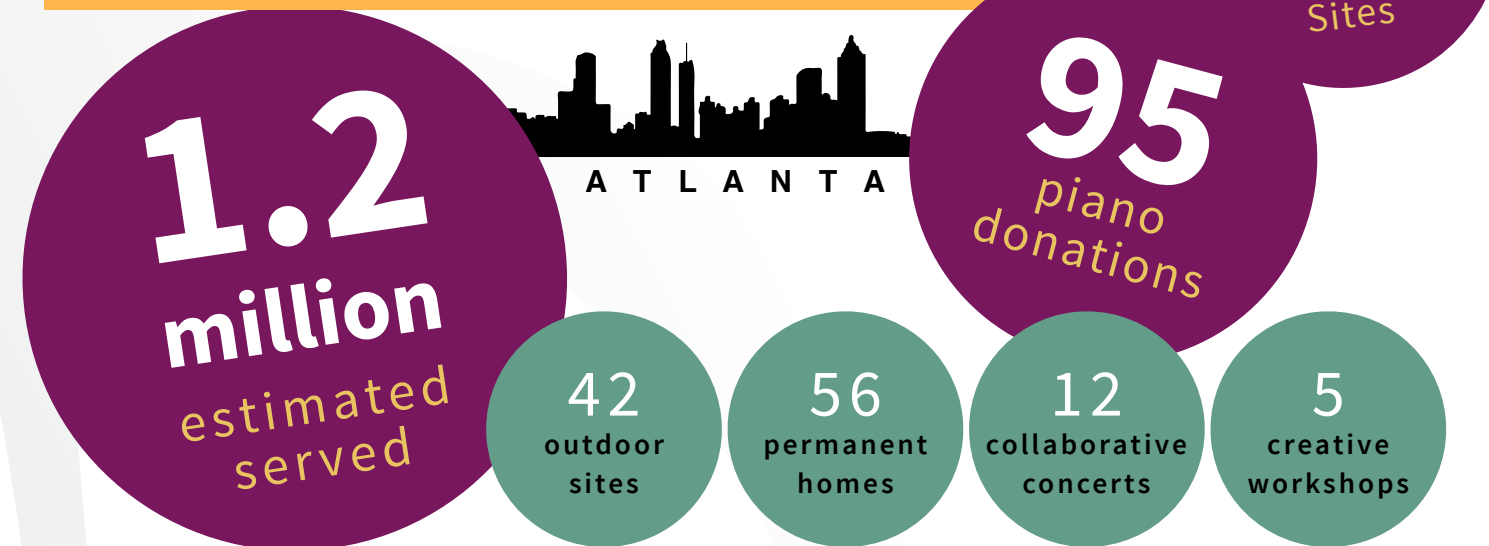 Sites
1.2
million
estimated
served
ATLANTA
95
piano
donations
42
outdoor
sites
56
permanent
homes
12
collaborative
concerts
5
creative
workshops